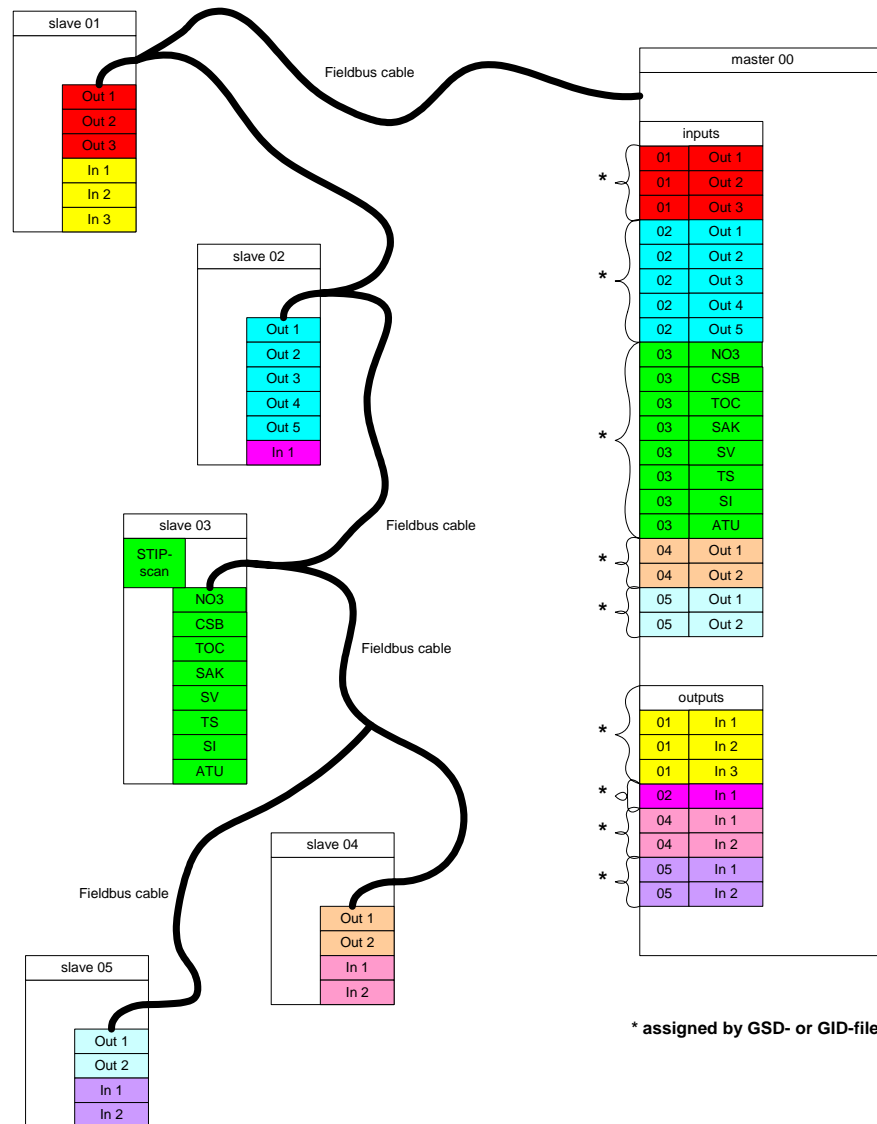 slave 01
Out 1
Out 2
Out 3
In 1
In 2
In 3
Fieldbus cable
slave 02
Out 1
Out 2
Out 3
Out 4
Out 5
In 1
Fieldbus cable
slave 03
STIP-
scan
NO3
CSB
TOC
SAK
SV
TS
SI
ATU
Fieldbus cable
slave 04
Out 1
Out 2
In 1
In 2
Fieldbus cable
slave 05
Out 1
Out 2
In 1
In 2
master 00
inputs
* 01 Out 1
01 Out 2
01 Out 3
* 02 Out 1
02 Out 2
02 Out 3
02 Out 4
02 Out 5
* 03 NO3
03 CSB
03 TOC
03 SAK
03 SV
03 TS
03 SI
03 ATU
* 04 Out 1
04 Out 2
* 05 Out 1
05 Out 2
outputs
* 01 In 1
01 In 2
01 In 3
* 02 In 1
* 04 In 1
04 In 2
* 05 In 1
05 In 2
* assigned by GSD- or GID-file